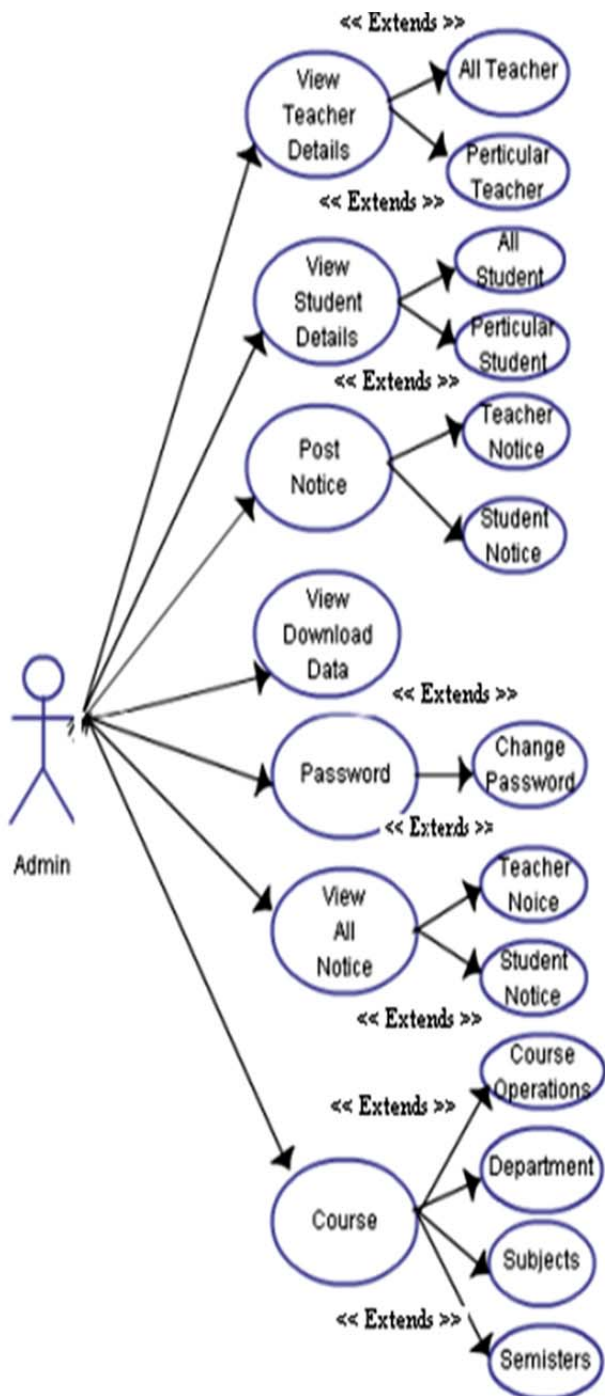 << Extends >>
View
Teacher
Details
All Teacher
Perticular
Teacher
<< Extends >>
View
Student
Details
All
Student
Perticular
Student
<< Extends >>
Post
Notice
Teacher
Notice
Student
Notice
View
Download
Data
<< Extends >>
Password
Change
Password
<< Extends >>
Admin
View
All
Notice
Teacher
Noice
Student
Notice
<< Extends >>
Course
Operations
<< Extends >>
Department
Course
Subjects
<< Extends >>
Semisters